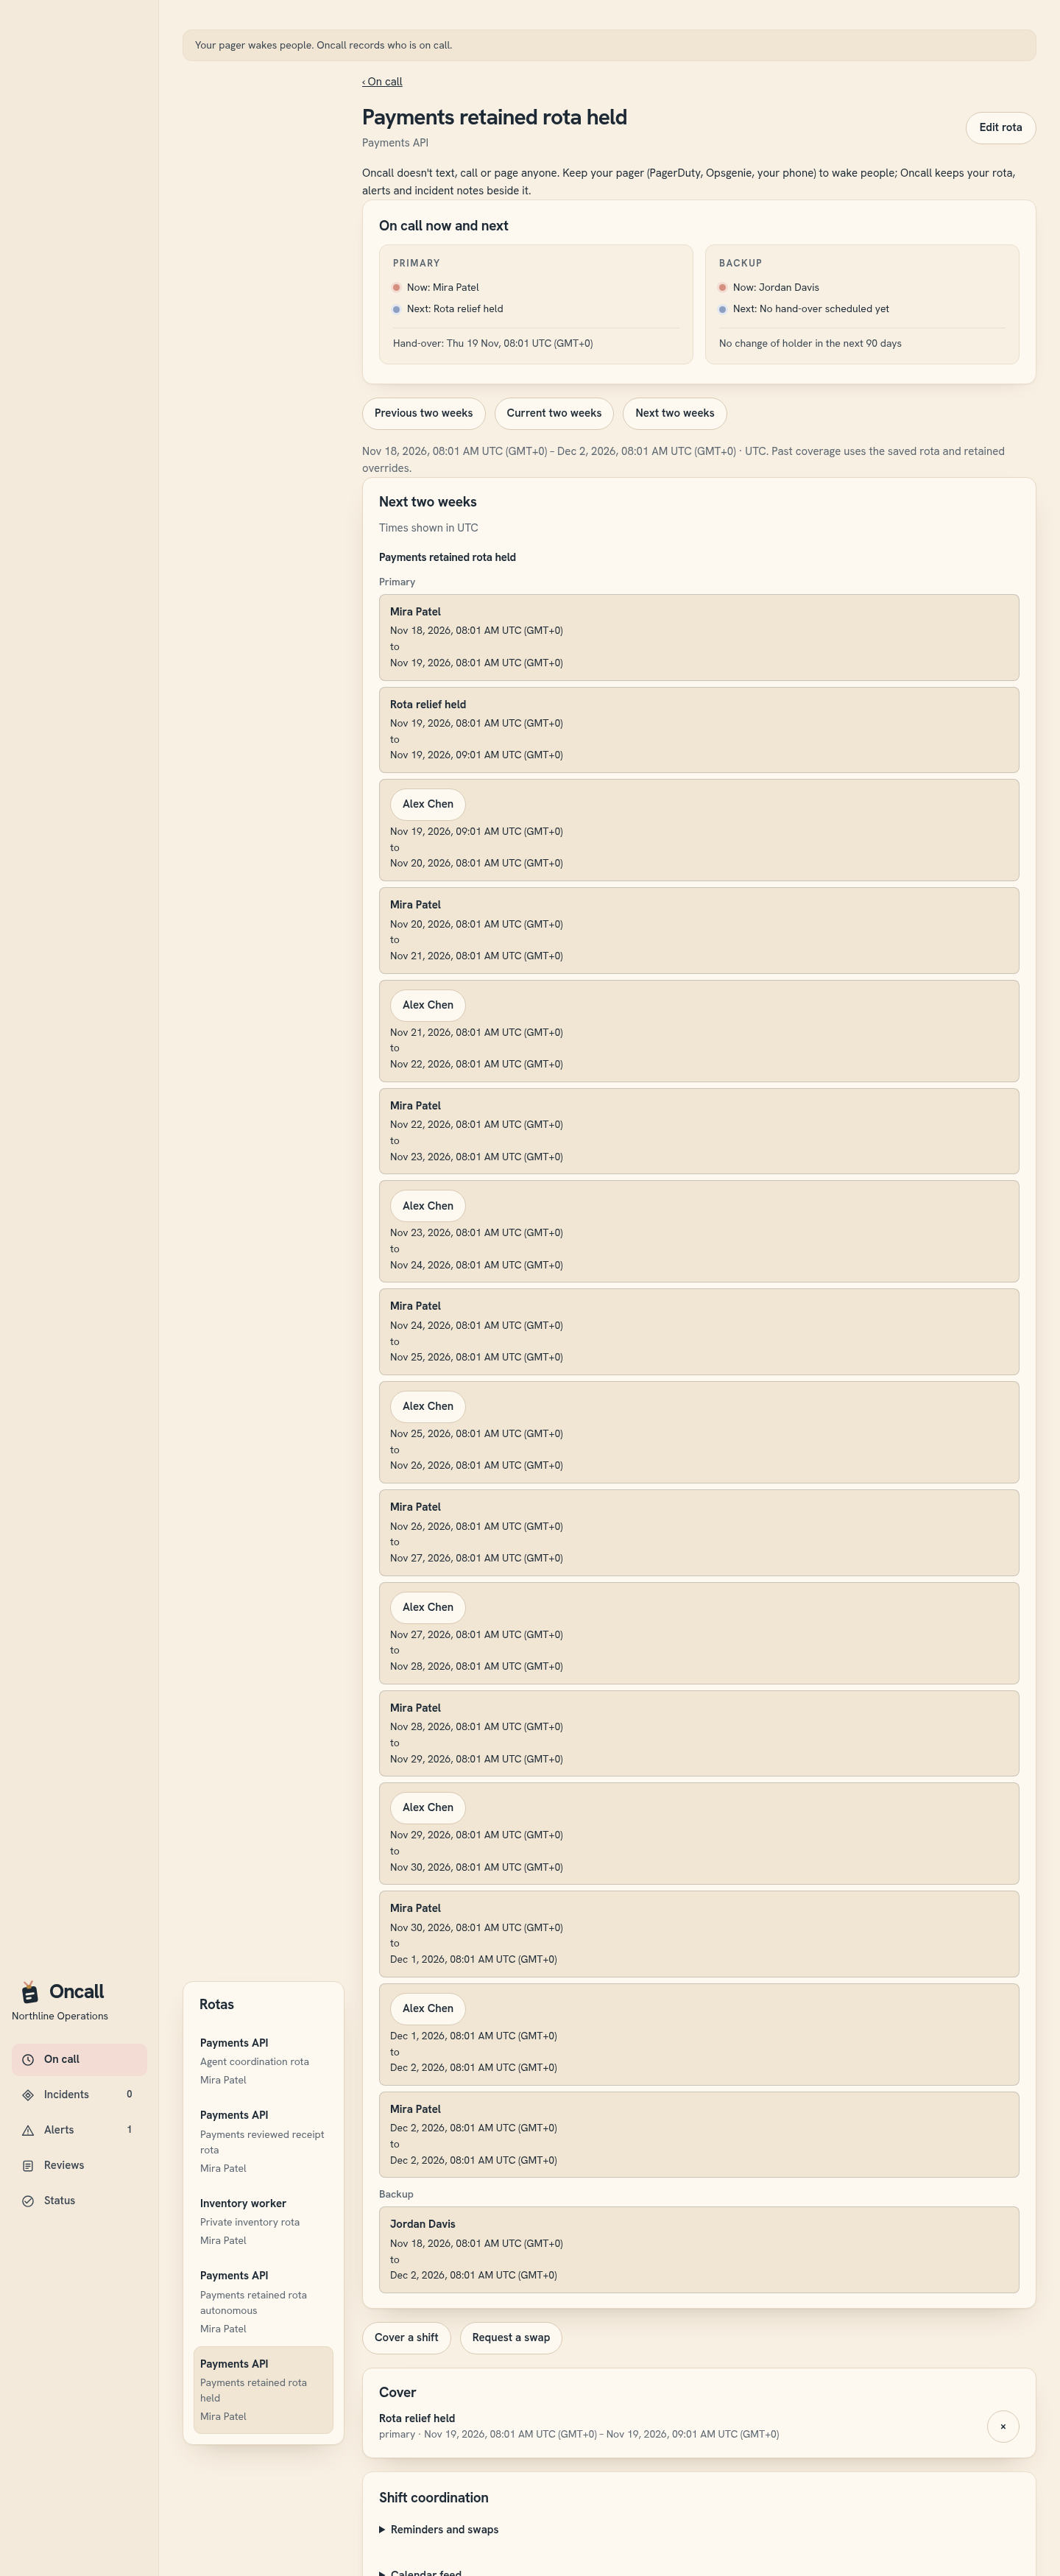 Your pager wakes people. Oncall records who is on call.
‹ On call
Payments retained rota held
Payments API
Edit rota
Oncall doesn't text, call or page anyone. Keep your pager (PagerDuty, Opsgenie, your phone) to wake people; Oncall keeps your rota,
alerts and incident notes beside it.
On call now and next
PRIMARY
Now: Mira Patel
Next: Rota relief held
Hand-over: Thu 19 Nov, 08:01 UTC (GMT+0)
BACKUP
Now: Jordan Davis
Next: No hand-over scheduled yet
No change of holder in the next 90 days
Previous two weeks
Current two weeks
Next two weeks
Nov 18, 2026, 08:01 AM UTC (GMT+0) – Dec 2, 2026, 08:01 AM UTC (GMT+0) · UTC. Past coverage uses the saved rota and retained
overrides.
Next two weeks
Times shown in UTC
Payments retained rota held
Primary
Mira Patel
Nov 18, 2026, 08:01 AM UTC (GMT+0)
to
Nov 19, 2026, 08:01 AM UTC (GMT+0)
Rota relief held
Nov 19, 2026, 08:01 AM UTC (GMT+0)
to
Nov 19, 2026, 09:01 AM UTC (GMT+0)
Alex Chen
Nov 19, 2026, 09:01 AM UTC (GMT+0)
to
Nov 20, 2026, 08:01 AM UTC (GMT+0)
Mira Patel
Nov 20, 2026, 08:01 AM UTC (GMT+0)
to
Nov 21, 2026, 08:01 AM UTC (GMT+0)
Alex Chen
Nov 21, 2026, 08:01 AM UTC (GMT+0)
to
Nov 22, 2026, 08:01 AM UTC (GMT+0)
Mira Patel
Nov 22, 2026, 08:01 AM UTC (GMT+0)
to
Nov 23, 2026, 08:01 AM UTC (GMT+0)
Alex Chen
Nov 23, 2026, 08:01 AM UTC (GMT+0)
to
Nov 24, 2026, 08:01 AM UTC (GMT+0)
Mira Patel
Nov 24, 2026, 08:01 AM UTC (GMT+0)
to
Nov 25, 2026, 08:01 AM UTC (GMT+0)
Alex Chen
Nov 25, 2026, 08:01 AM UTC (GMT+0)
to
Nov 26, 2026, 08:01 AM UTC (GMT+0)
Mira Patel
Nov 26, 2026, 08:01 AM UTC (GMT+0)
to
Nov 27, 2026, 08:01 AM UTC (GMT+0)
Alex Chen
Nov 27, 2026, 08:01 AM UTC (GMT+0)
to
Nov 28, 2026, 08:01 AM UTC (GMT+0)
Mira Patel
Nov 28, 2026, 08:01 AM UTC (GMT+0)
to
Nov 29, 2026, 08:01 AM UTC (GMT+0)
Alex Chen
Nov 29, 2026, 08:01 AM UTC (GMT+0)
to
Nov 30, 2026, 08:01 AM UTC (GMT+0)
Mira Patel
Nov 30, 2026, 08:01 AM UTC (GMT+0)
to
Dec 1, 2026, 08:01 AM UTC (GMT+0)
Alex Chen
Dec 1, 2026, 08:01 AM UTC (GMT+0)
to
Dec 2, 2026, 08:01 AM UTC (GMT+0)
Mira Patel
Dec 2, 2026, 08:01 AM UTC (GMT+0)
to
Dec 2, 2026, 08:01 AM UTC (GMT+0)
Backup
Jordan Davis
Nov 18, 2026, 08:01 AM UTC (GMT+0)
to
Dec 2, 2026, 08:01 AM UTC (GMT+0)
Cover a shift
Request a swap
Cover
Rota relief held
primary · Nov 19, 2026, 08:01 AM UTC (GMT+0) – Nov 19, 2026, 09:01 AM UTC (GMT+0)
×
Shift coordination
Reminders and swaps
Calendar feed
Oncall
Northline Operations
On call
Incidents 0
Alerts 1
Reviews
Status
Rotas
Payments API
Agent coordination rota
Mira Patel
Payments API
Payments reviewed receipt
rota
Mira Patel
Inventory worker
Private inventory rota
Mira Patel
Payments API
Payments retained rota
autonomous
Mira Patel
Payments API
Payments retained rota
held
Mira Patel